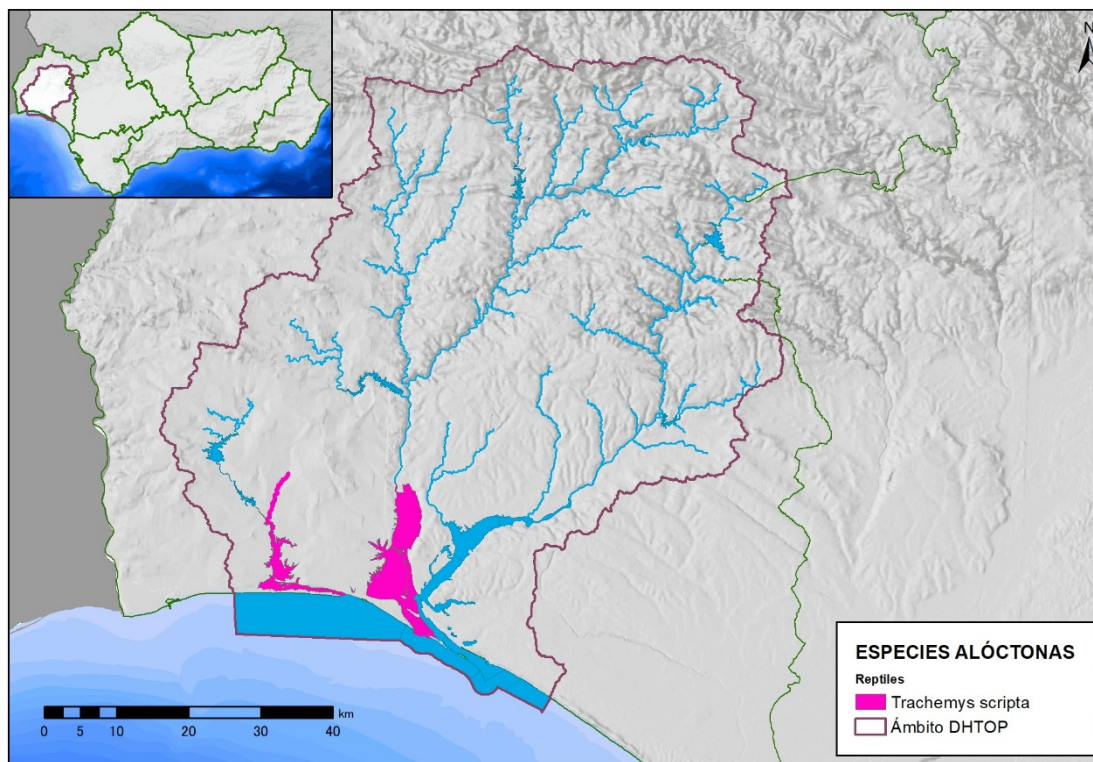 N
ESPECIES ALÓCTONAS
Reptiles
Trachemys scripta
Ámbito DHTOP
km
0 5 10 20 30 40